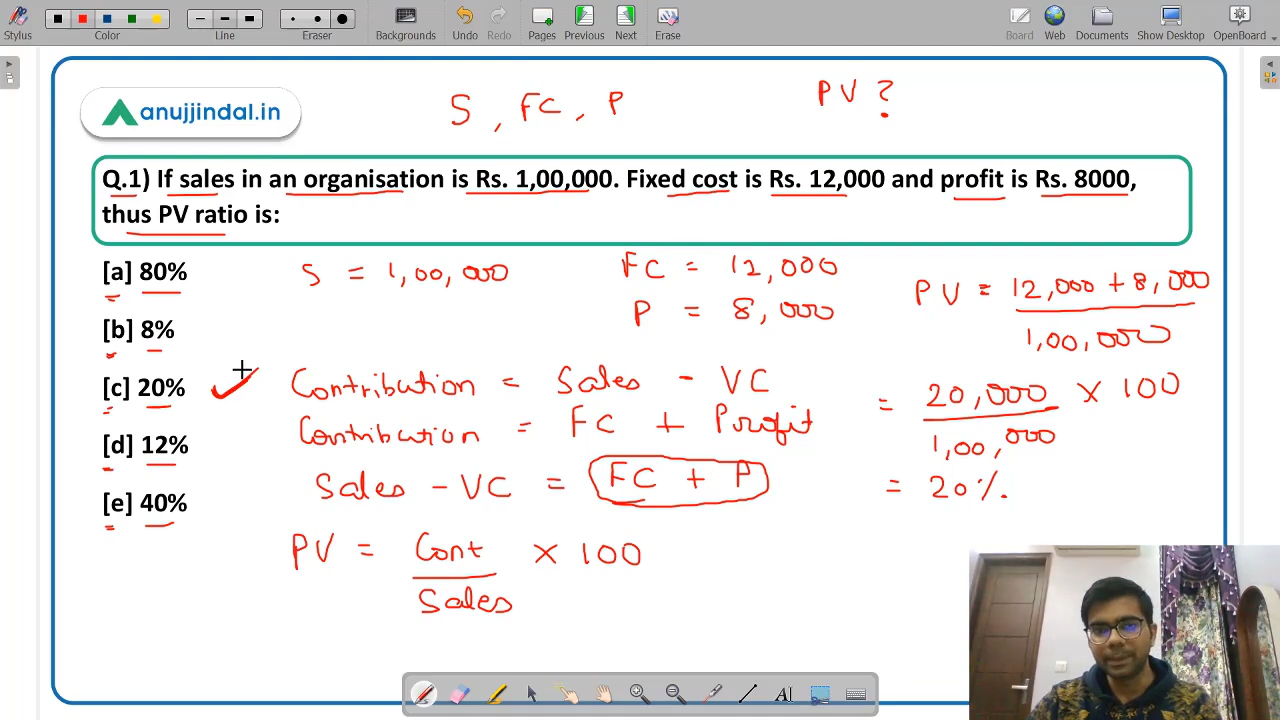 Stylus
Color
Line
Eraser
Backgrounds
Undo
Redo
Pages
Previous
Next
Erase
Board
Web
Documents
Show Desktop
OpenBoard
anujjindal.in
S, FC, P
PV ?
Q.1) If sales in an organisation is Rs. 1,00,000. Fixed cost is Rs. 12,000 and profit is Rs. 8000,
thus PV ratio is:
[a] 80%
[b] 8%
[c] 20%
[d] 12%
[e] 40%
S = 1,00,000
FC = 12,000
P = 8,000
Contribution = Sales - VC
Contribution = FC + Profit
Sales - VC = FC + P
PV = Cont × 100
Sales
PV = 12,000 + 8,000
1,00,000
= 20,000 × 100
1,00,000
= 20%
AI